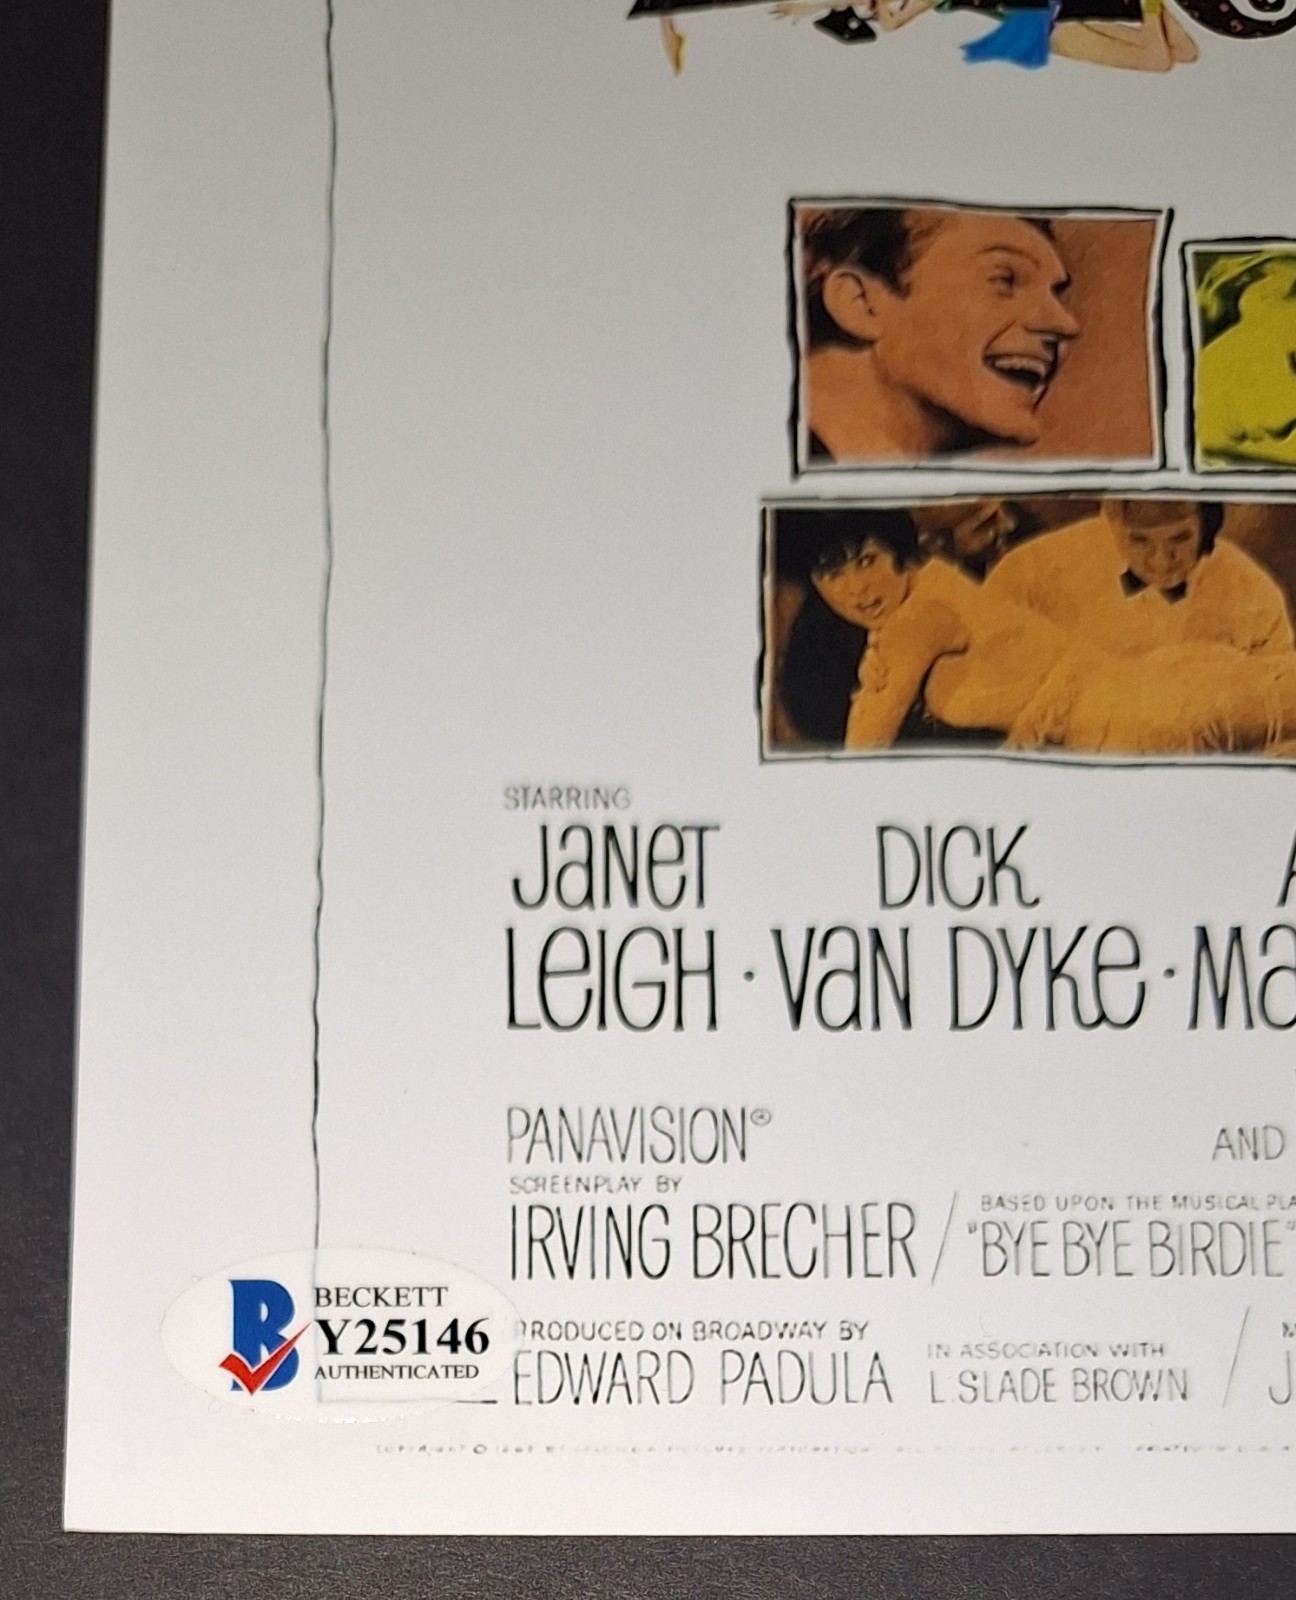 STARRING
JANET DICK
LEIGH · VAN DYKE ·
PANAVISION®
AND
SCREENPLAY BY
IRVING BRECHER / BASED UPON THE MUSICAL
"BYE BYE BIRDIE"
BECKETT
Y25146
AUTHENTICATED
PRODUCED ON BROADWAY BY
EDWARD PADULA
IN ASSOCIATION WITH
L. SLADE BROWN /